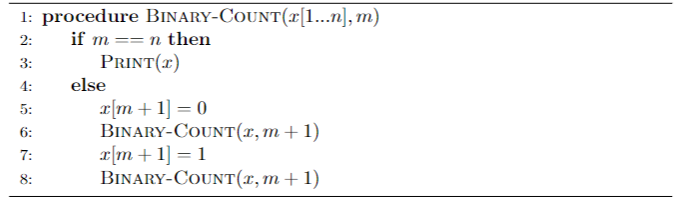 1: procedure BINARY-COUNT(x[1...n], m)
2: if m == n then
3: PRINT(x)
4: else
5: x[m + 1] = 0
6: BINARY-COUNT(x, m + 1)
7: x[m + 1] = 1
8: BINARY-COUNT(x, m + 1)